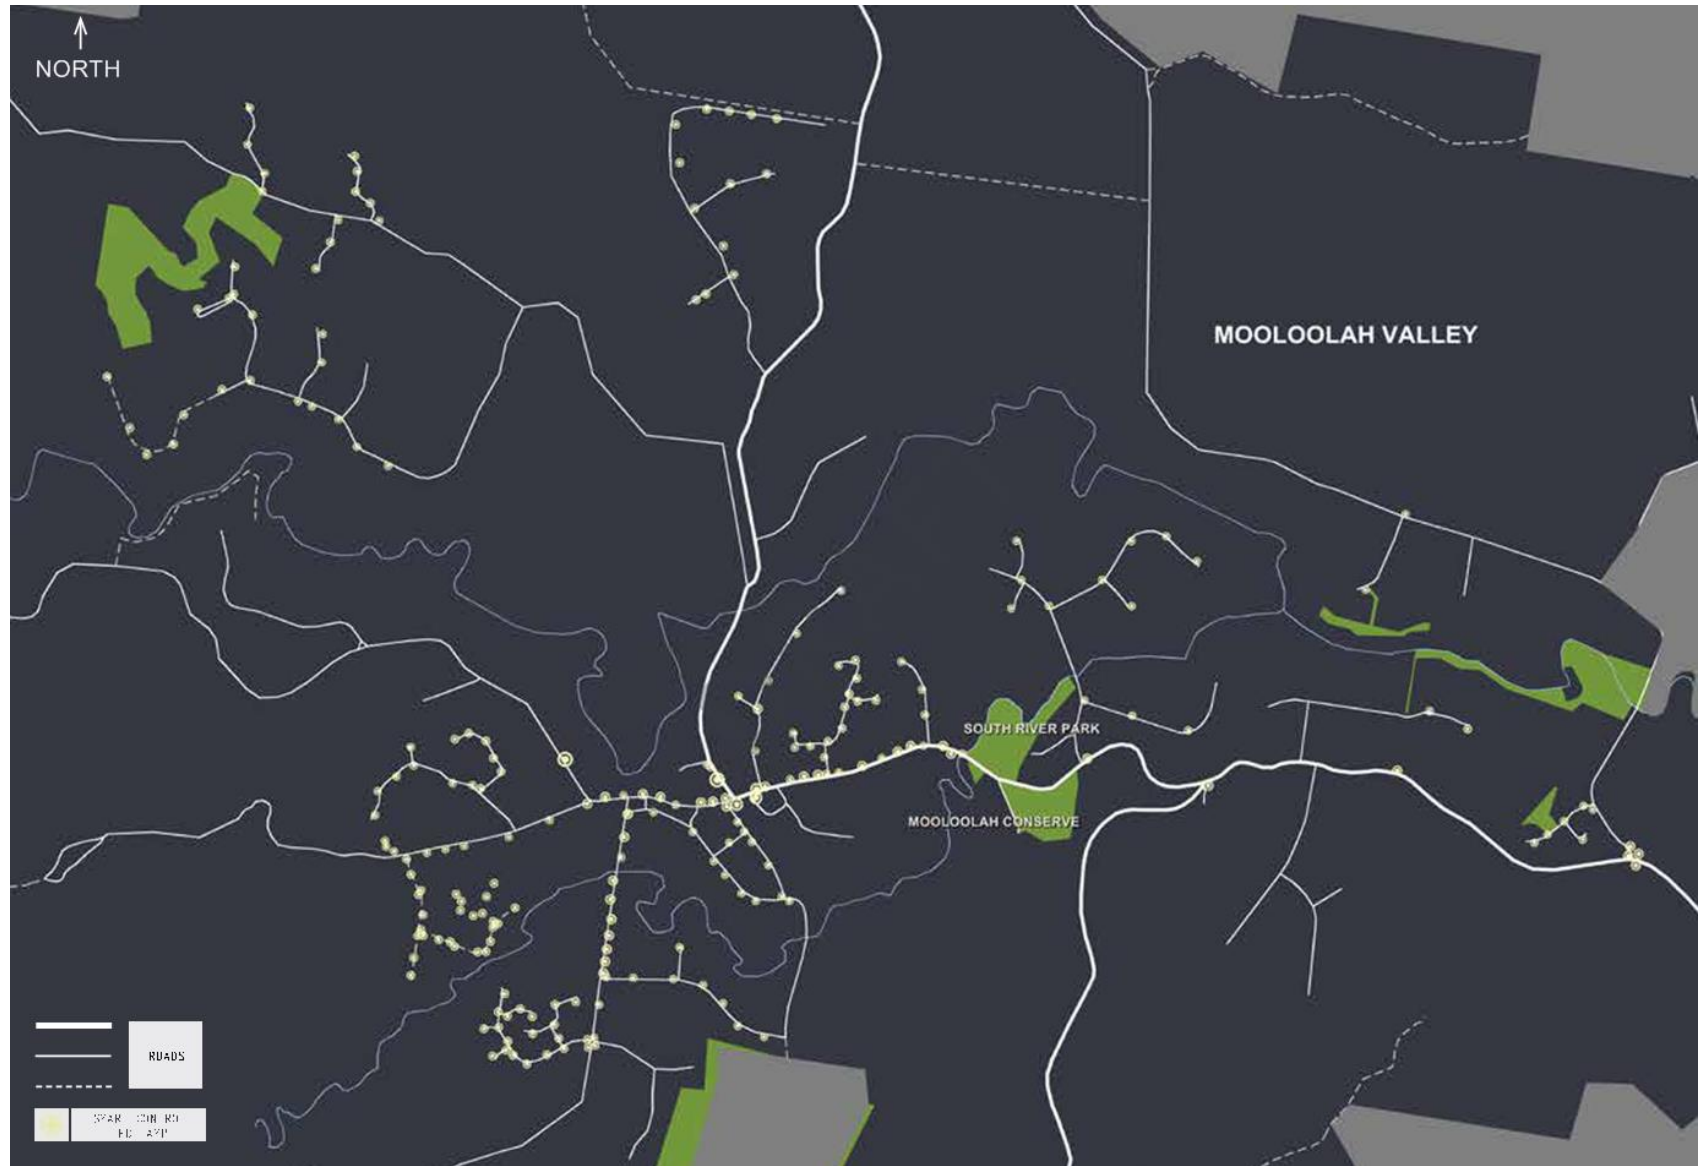 NORTH
MOOLOOLAH VALLEY
SOUTH RIVER PARK
MOOLOOLAH CONSERVE
ROADS